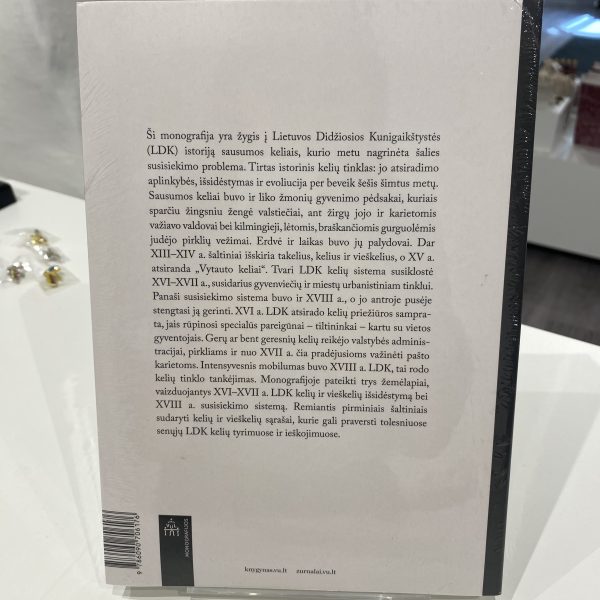 Ši monografija yra žygis į Lietuvos Didžiosios Kunigaikštystės
(LDK) istoriją sausumos keliais, kurio metu nagrinėta šalies
susisiekimo problema. Tirtas istorinis kelių tinklas: jo atsiradimo
aplinkybės, išsidėstymas ir evoliucija per beveik šešis šimtus metų.
Sausumos keliai buvo ir liko žmonių gyvenimo pėdsakai, kuriais
sparčiu žingsniu žengė valstiečiai, ant žirgų jojo ir karietomis
važiavo valdovai bei kilmingieji, lėtomis, braškančiomis gurguolėmis
judėjo pirklių vežimai. Erdvė ir laikas buvo jų palydovai. Dar
XIII–XIV a. šaltiniai išskiria takelius, kelius ir vieškelius, o XV a.
atsiranda „Vytauto keliai“. Tvari LDK kelių sistema susiklostė
XVI–XVII a., susidarius gyvenviečių ir miestų urbanistiniam tinklui.
Panaši susisiekimo sistema buvo ir XVIII a., o jo antroje pusėje
stengtasi ją gerinti. XVI a. LDK atsirado kelių priežiūros sampra-
ta, jais rūpinosi specialūs pareigūnai – tiltininkai – kartu su vietos
gyventojais. Gerų ar bent geresnių kelių reikėjo valstybės adminis-
tracijai, pirkliams ir nuo XVII a. čia pradėjusioms važinėti pašto
karietoms. Intensyvesnis mobilumas buvo XVIII a. LDK, tai rodo
kelių tinklo tankėjimas. Monografijoje pateikti trys žemėlapiai,
vaizduojantys XVI–XVII a. LDK kelių ir vieškelių išsidėstymą bei
XVIII a. susisiekimo sistemą. Remiantis pirminiais šaltiniais
sudaryti kelių ir vieškelių sąrašai, kurie gali praversti tolesniuose
senųjų LDK kelių tyrimuose ir ieškojimuose.
knygynas.vu.lt zurnalai.vu.lt